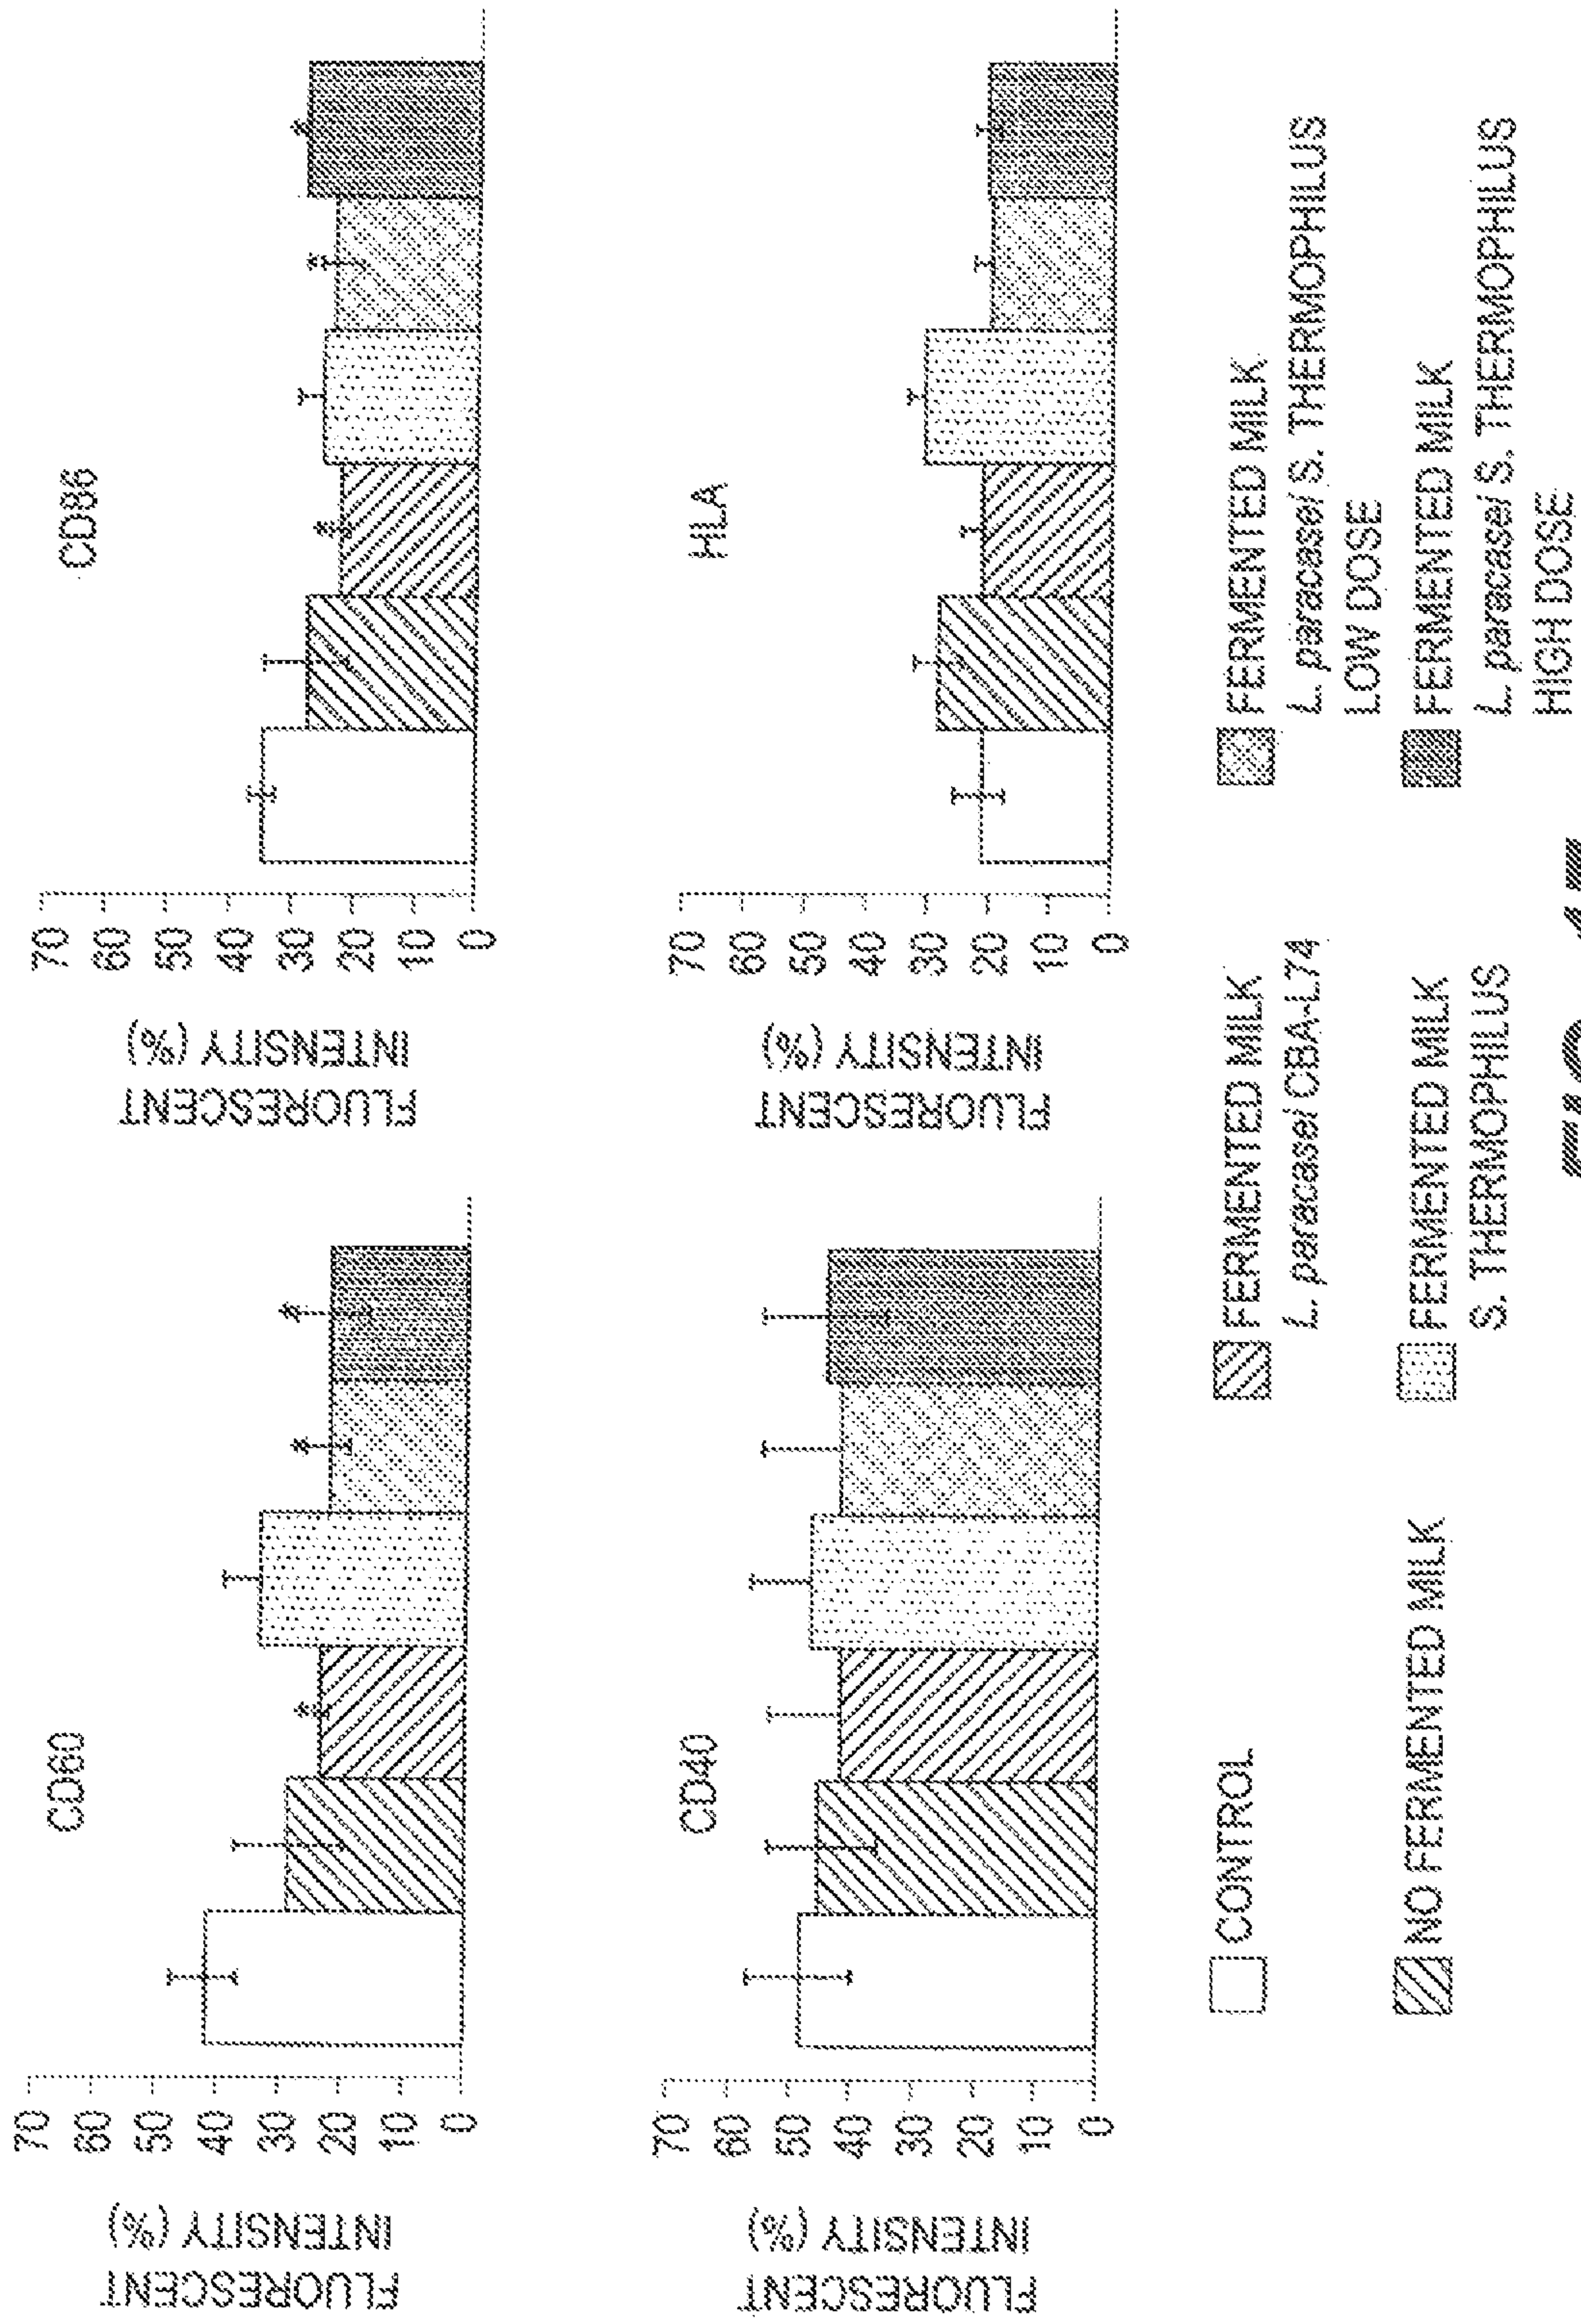 CD60
FLUORESCENT
INTENSITY (%)
70
60
50
40
30
20
10
0
*
*
*
CD86
FLUORESCENT
INTENSITY (%)
70
60
50
40
30
20
10
0
*
*
*
CD40
FLUORESCENT
INTENSITY (%)
70
60
50
40
30
20
10
0
HLA
FLUORESCENT
INTENSITY (%)
70
60
50
40
30
20
10
0
CONTROL
NO FERMENTED MILK
FERMENTED MILK
L. paracasei CBA-L74
FERMENTED MILK
S. THERMOPHILUS
FERMENTED MILK
L. paracasei S. THERMOPHILUS
LOW DOSE
FERMENTED MILK
L. paracasei S. THERMOPHILUS
HIGH DOSE